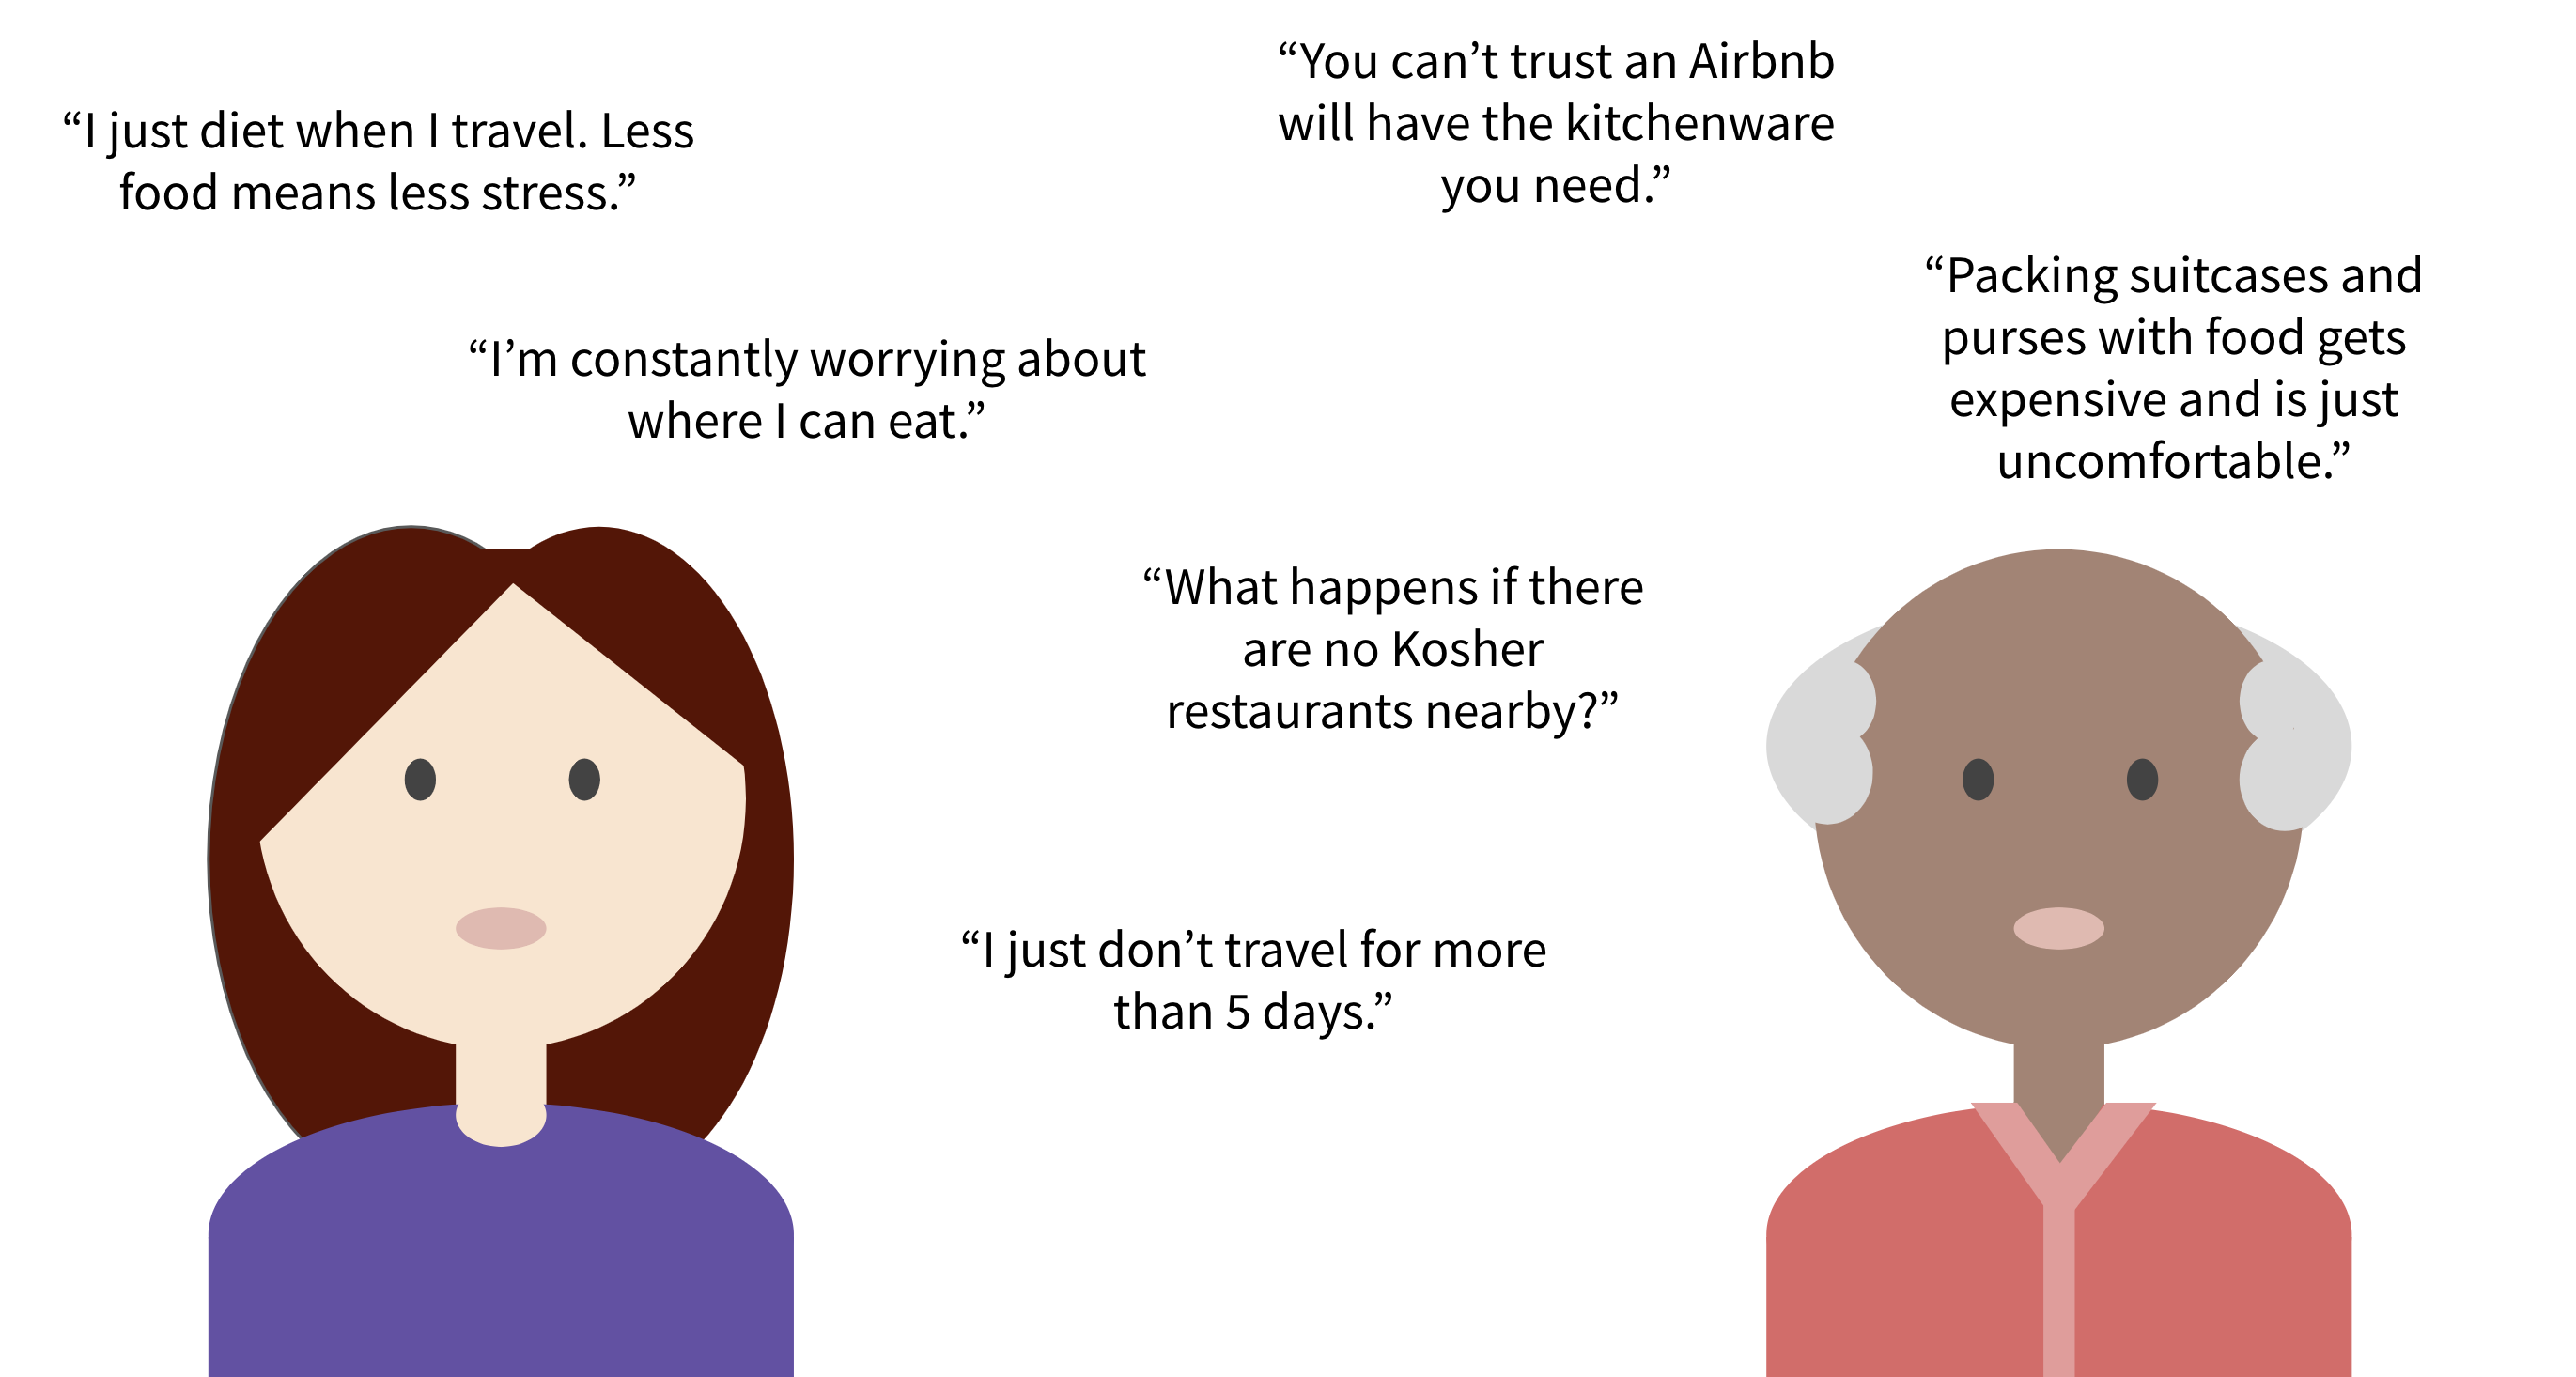 “I just diet when I travel. Less
food means less stress.”
“You can’t trust an Airbnb
will have the kitchenware
you need.”
“Packing suitcases and
purses with food gets
expensive and is just
uncomfortable.”
“I’m constantly worrying about
where I can eat.”
“What happens if there
are no Kosher
restaurants nearby?”
“I just don’t travel for more
than 5 days.”